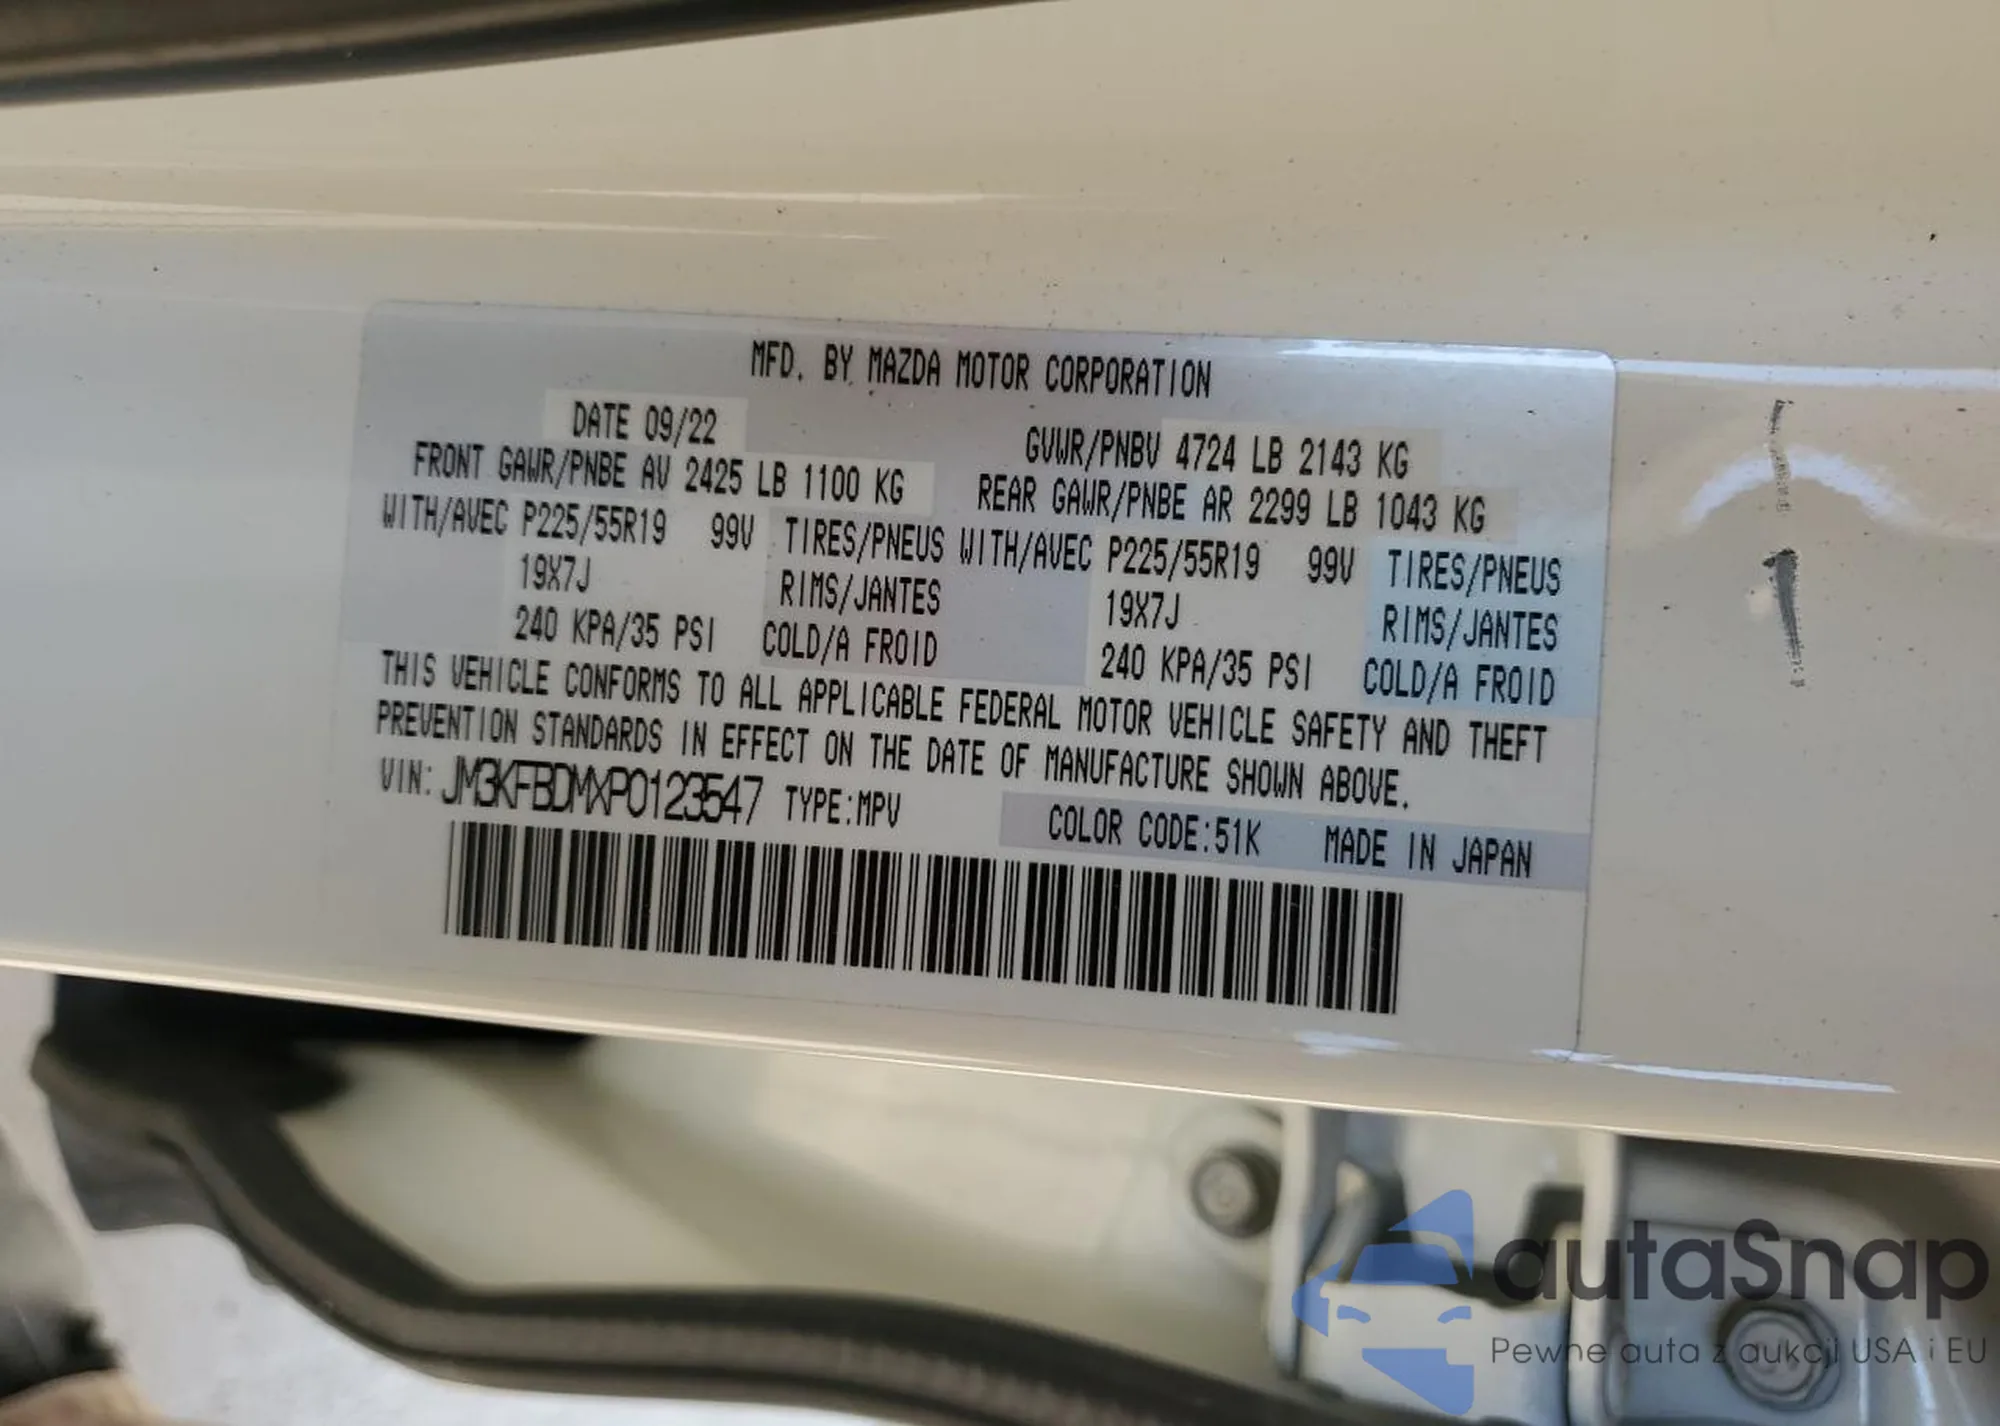 MFD. BY MAZDA MOTOR CORPORATION
DATE 09/22 GVWR/PNBV 4724 LB 2143 KG
FRONT GAWR/PNBE AV 2425 LB 1100 KG REAR GAWR/PNBE AR 2299 LB 1043 KG
WITH/AVEC P225/55R19 99V TIRES/PNEUS WITH/AVEC P225/55R19 99V TIRES/PNEUS
19X7J RIMS/JANTES 19X7J RIMS/JANTES
240 KPA/35 PSI COLD/A FROID 240 KPA/35 PSI COLD/A FROID
THIS VEHICLE CONFORMS TO ALL APPLICABLE FEDERAL MOTOR VEHICLE SAFETY AND THEFT
PREVENTION STANDARDS IN EFFECT ON THE DATE OF MANUFACTURE SHOWN ABOVE.
VIN: JM3KFBDMXP0123547 TYPE:MPV COLOR CODE:51K MADE IN JAPAN
autaSnap
Pewne auta z aukcji USA i EU